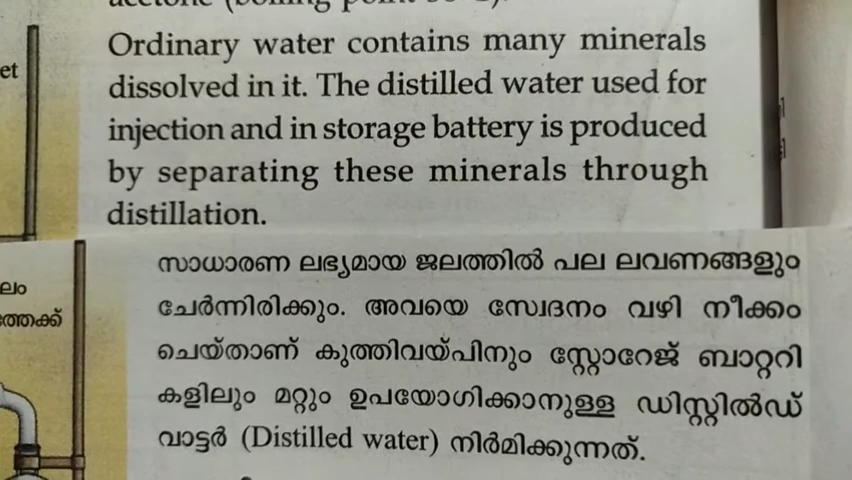 et
Ordinary water contains many minerals
dissolved in it. The distilled water used for
injection and in storage battery is produced
by separating these minerals through
distillation.
സാധാരണ ലഭ്യമായ ജലത്തിൽ പല ലവണങ്ങളും
ലം
ചേർന്നിരിക്കും. അവയെ സ്വേദനം വഴി നീക്കം
ത്തേക്ക്
ചെയ്താണ് കുത്തിവയ്പിനും സ്റ്റോറേജ് ബാറ്ററി
കളിലും മറ്റും ഉപയോഗിക്കാനുള്ള ഡിസ്റ്റിൽഡ്
വാട്ടർ (Distilled water) നിർമിക്കുന്നത്.